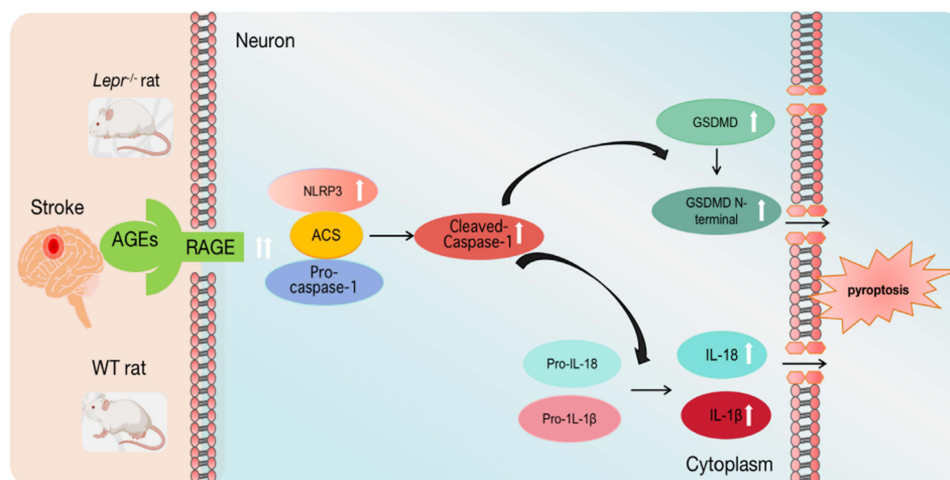 Neuron
Lepr-/- rat
Stroke
AGEs
RAGE
WT rat
NLRP3
ACS
Pro-
caspase-1
Cleaved-
Caspase-1
GSDMD
GSDMD N-
terminal
Pro-IL-18
Pro-1L-1β
IL-18
IL-1β
pyroptosis
Cytoplasm